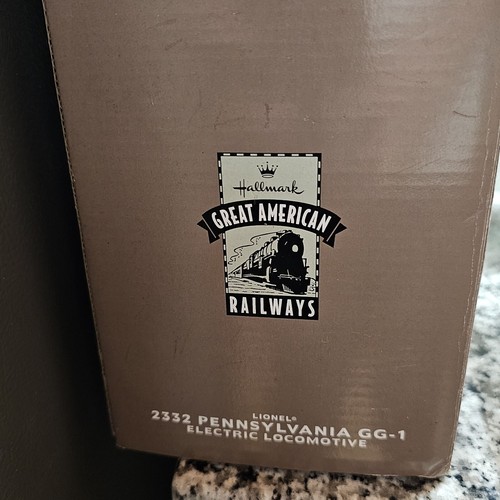 Hallmark
GREAT AMERICAN
RAILWAYS
LIONEL®
2332 PENNSYLVANIA GG-1
ELECTRIC LOCOMOTIVE